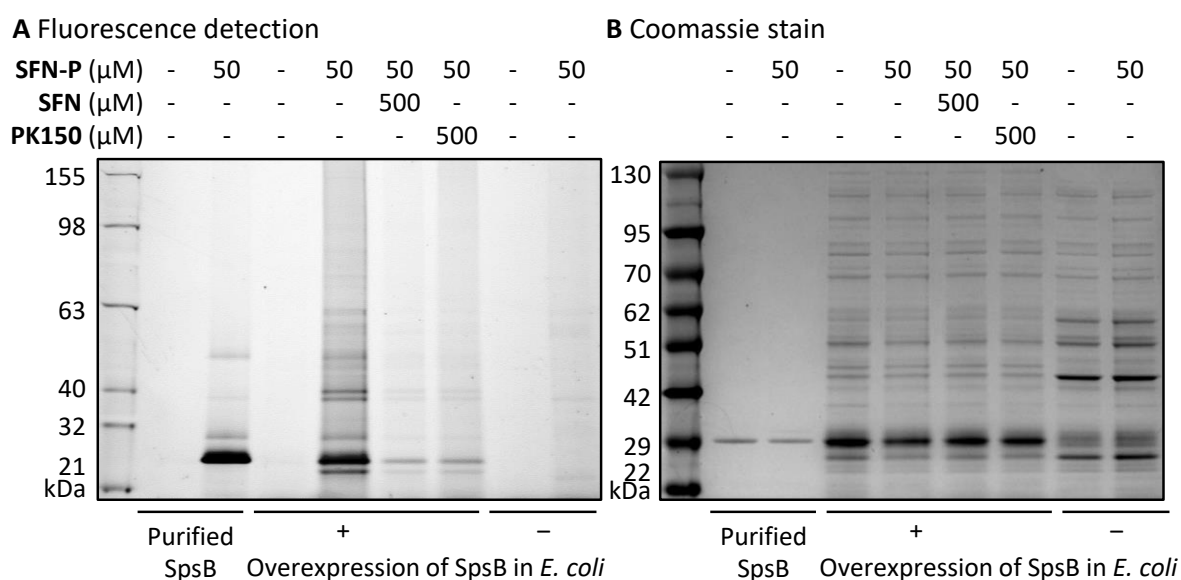 A Fluorescence detection
SFN-P (μM) - 50 - 50 50 50 - 50
SFN (μM) - - - - 500 - - -
PK150 (μM) - - - - - 500 - -
155
98
63
40
32
21
kDa
Purified
SpsB
+
–
Overexpression of SpsB in E. coli
B Coomassie stain
- 50 - 50 50 50 - 50
- - - - 500 - - -
- - - - - 500 - -
130
95
70
62
51
42
29
22
kDa
Purified
SpsB
+
–
Overexpression of SpsB in E. coli